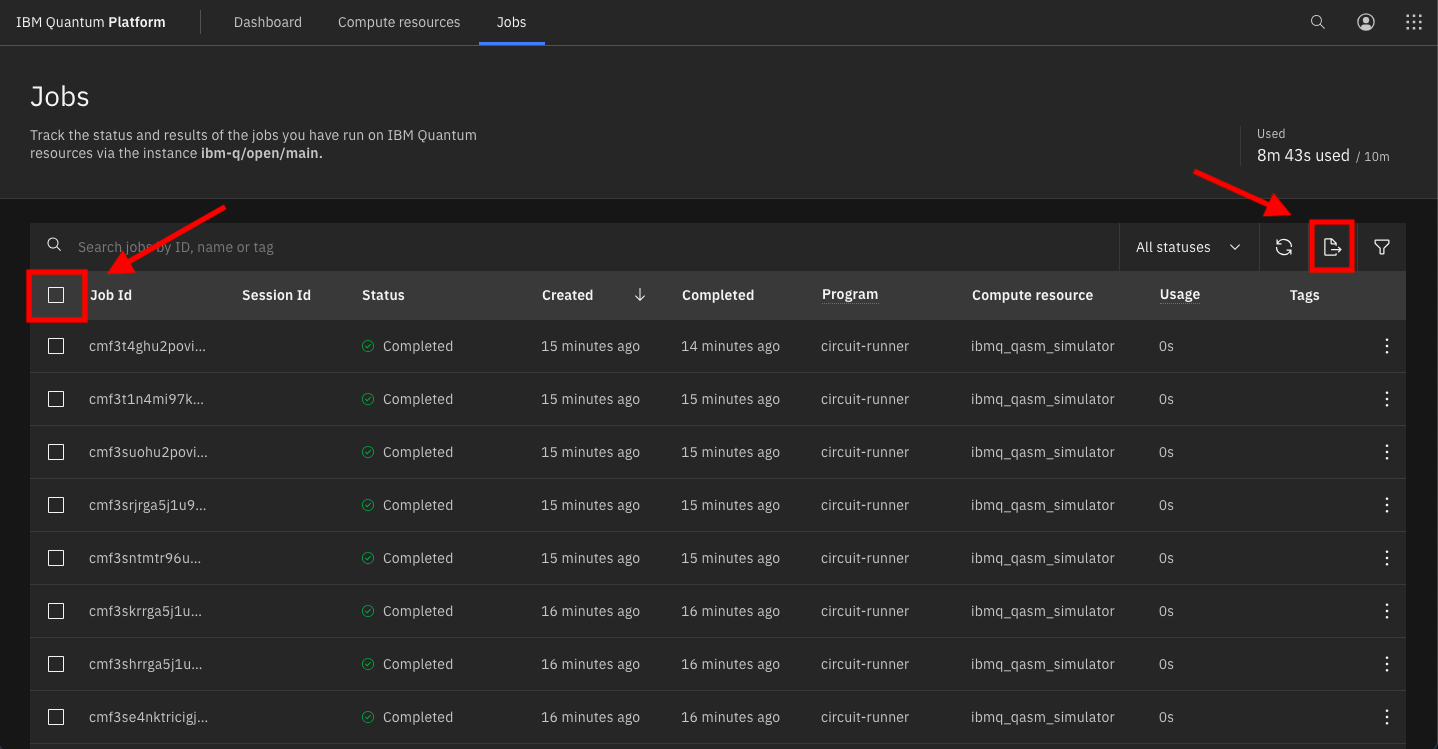 IBM Quantum Platform Dashboard Compute resources Jobs
Jobs
Track the status and results of the jobs you have run on IBM Quantum
resources via the instance ibm-q/open/main.
Used
8m 43s used / 10m
Search jobs by ID, name or tag All statuses
Job Id Session Id Status Created Completed Program Compute resource Usage Tags
cmf3t4ghu2povi... Completed 15 minutes ago 14 minutes ago circuit-runner ibmq_qasm_simulator 0s
cmf3t1n4mi97k... Completed 15 minutes ago 15 minutes ago circuit-runner ibmq_qasm_simulator 0s
cmf3suohu2povi... Completed 15 minutes ago 15 minutes ago circuit-runner ibmq_qasm_simulator 0s
cmf3srjrga5j1u9... Completed 15 minutes ago 15 minutes ago circuit-runner ibmq_qasm_simulator 0s
cmf3sntmtr96u... Completed 15 minutes ago 15 minutes ago circuit-runner ibmq_qasm_simulator 0s
cmf3skrrga5j1u... Completed 16 minutes ago 16 minutes ago circuit-runner ibmq_qasm_simulator 0s
cmf3shrrga5j1u... Completed 16 minutes ago 16 minutes ago circuit-runner ibmq_qasm_simulator 0s
cmf3se4nktricigj... Completed 16 minutes ago 16 minutes ago circuit-runner ibmq_qasm_simulator 0s